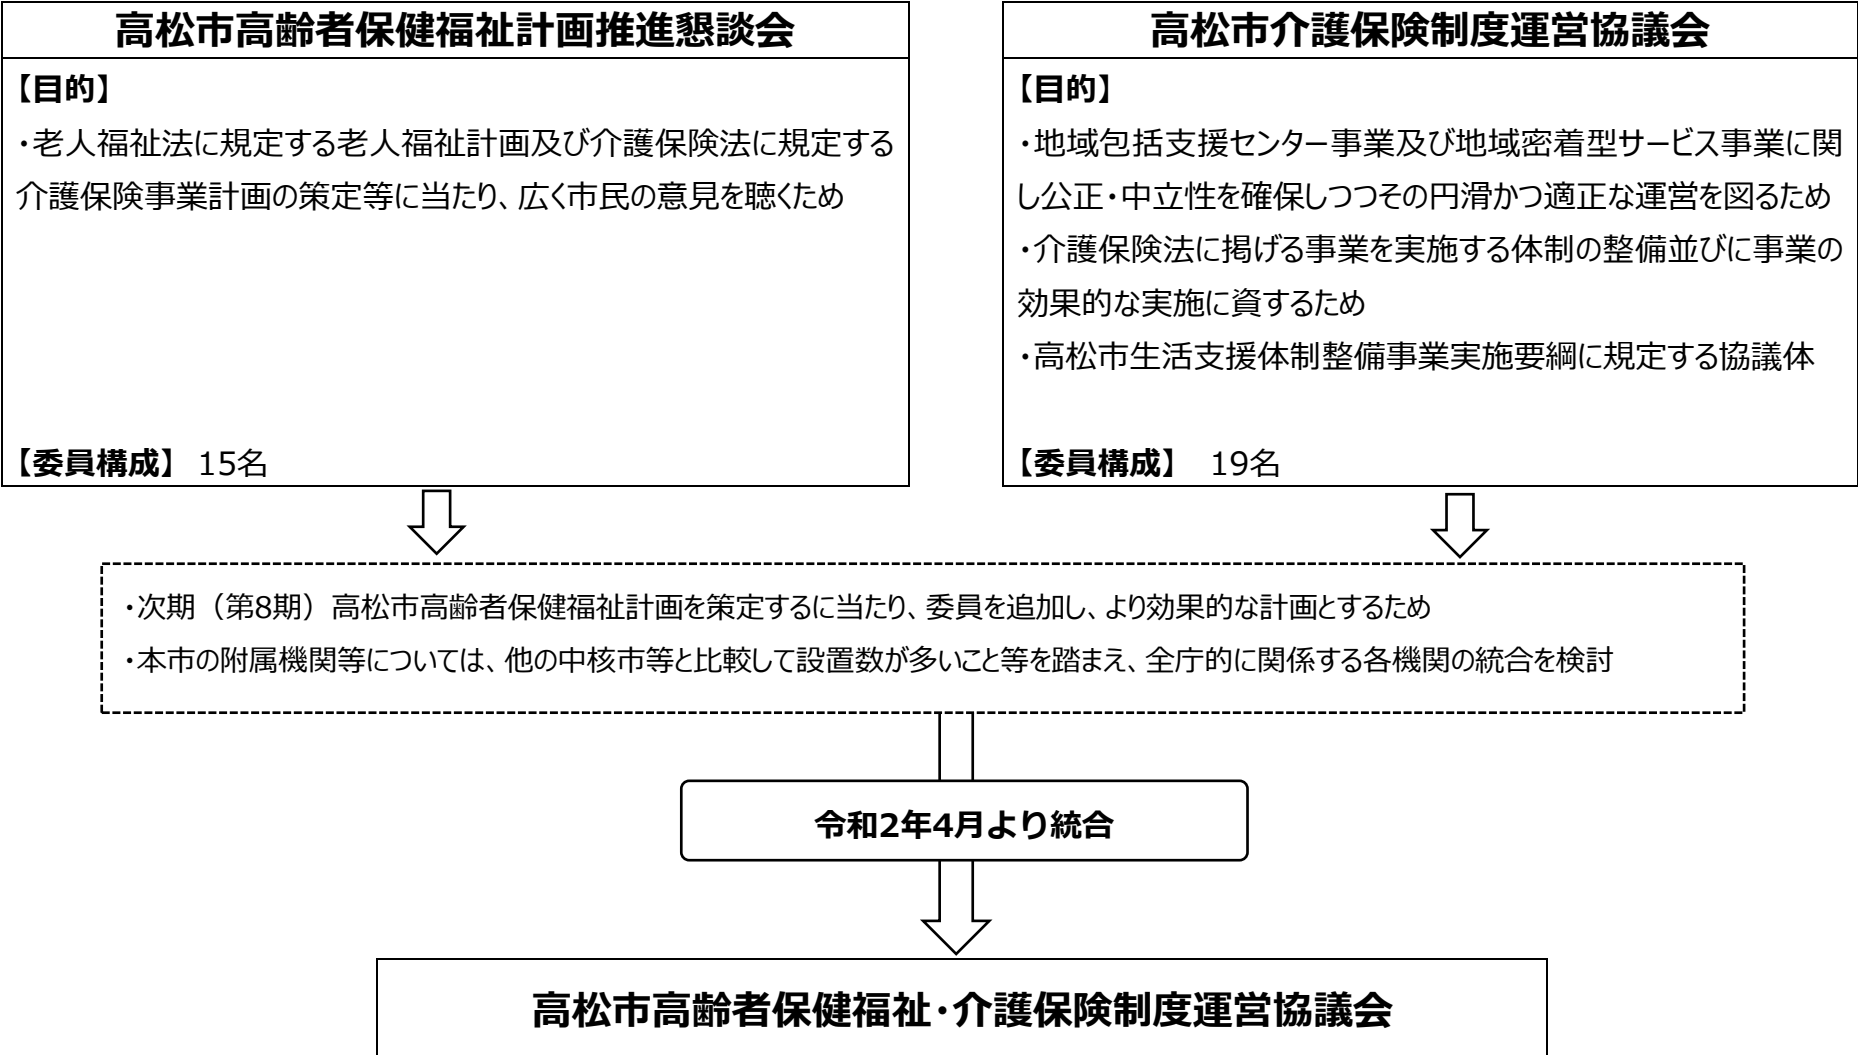 高松市高齢者保健福祉計画推進懇談会
【目的】
・老人福祉法に規定する老人福祉計画及び介護保険法に規定する
介護保険事業計画の策定等に当たり、広く市民の意見を聴くため
【委員構成】 15名
高松市介護保険制度運営協議会
【目的】
・地域包括支援センター事業及び地域密着型サービス事業に関
し公正・中立性を確保しつつその円滑かつ適正な運営を図るため
・介護保険法に掲げる事業を実施する体制の整備並びに事業の
効果的な実施に資するため
・高松市生活支援体制整備事業実施要綱に規定する協議体
【委員構成】 19名
・次期（第8期）高松市高齢者保健福祉計画を策定するに当たり、委員を追加し、より効果的な計画とするため
・本市の附属機関等については、他の中核市等と比較して設置数が多いこと等を踏まえ、全庁的に関係する各機関の統合を検討
令和2年4月より統合
高松市高齢者保健福祉・介護保険制度運営協議会